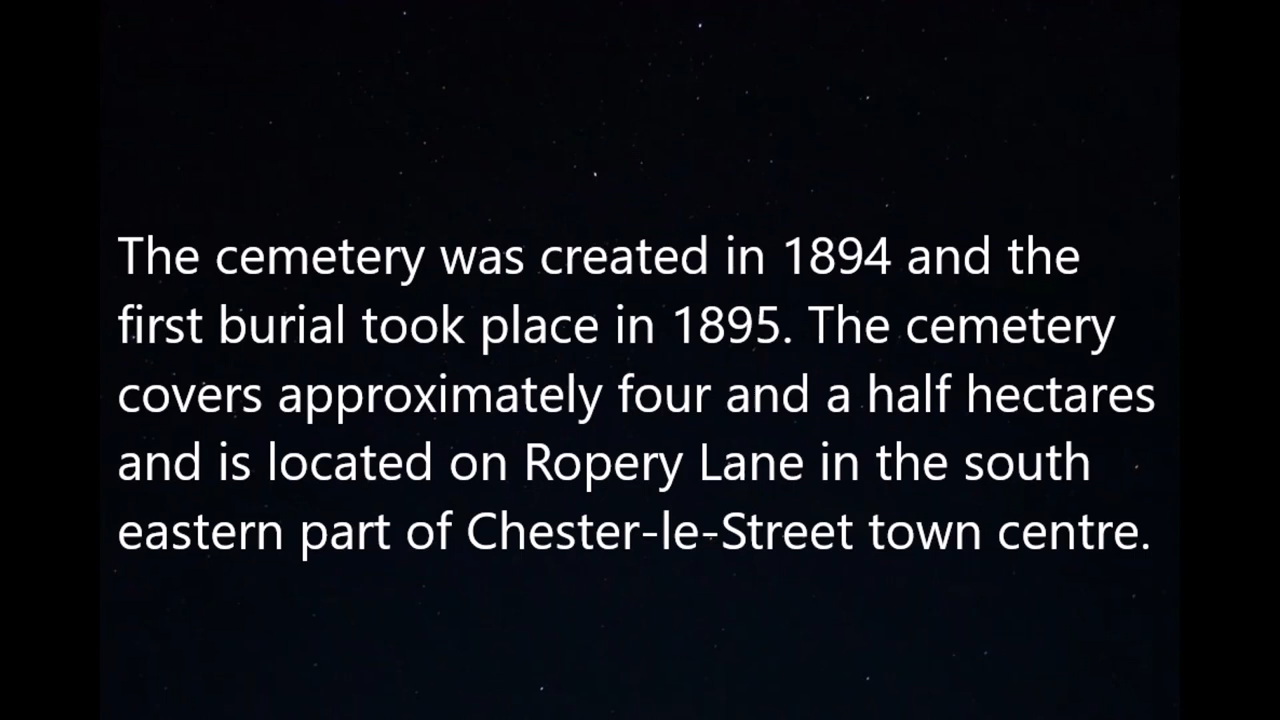 The cemetery was created in 1894 and the
first burial took place in 1895. The cemetery
covers approximately four and a half hectares
and is located on Ropery Lane in the south
eastern part of Chester-le-Street town centre.